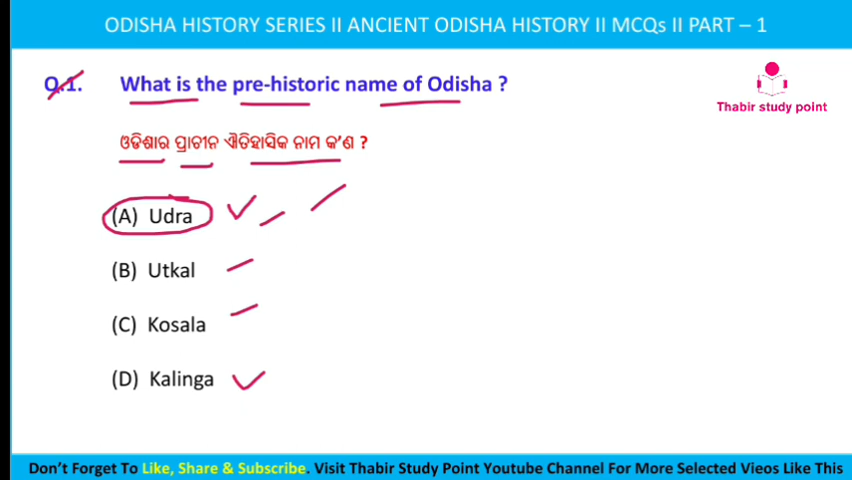 ODISHA HISTORY SERIES II ANCIENT ODISHA HISTORY II MCQs II PART – 1
Q.1. What is the pre-historic name of Odisha ?
Thabir study point
ଓଡିଶାର ପ୍ରାଚୀନ ଐତିହାସିକ ନାମ କ'ଣ ?
(A) Udra
(B) Utkal
(C) Kosala
(D) Kalinga
Don't Forget To Like, Share & Subscribe. Visit Thabir Study Point Youtube Channel For More Selected Vieos Like This